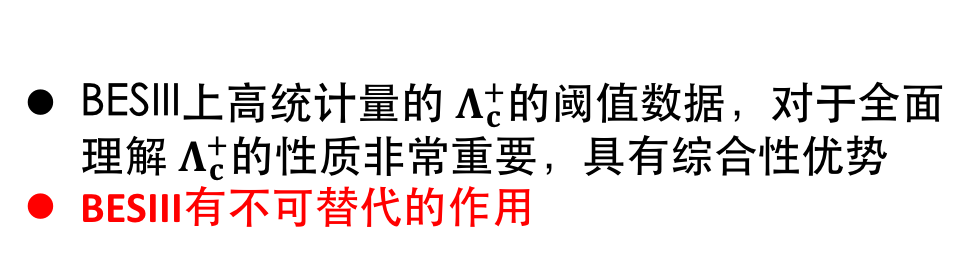 ● BESIII上高统计量的 Λc+的阈值数据，对于全面
理解 Λc+的性质非常重要，具有综合性优势
● BESIII有不可替代的作用